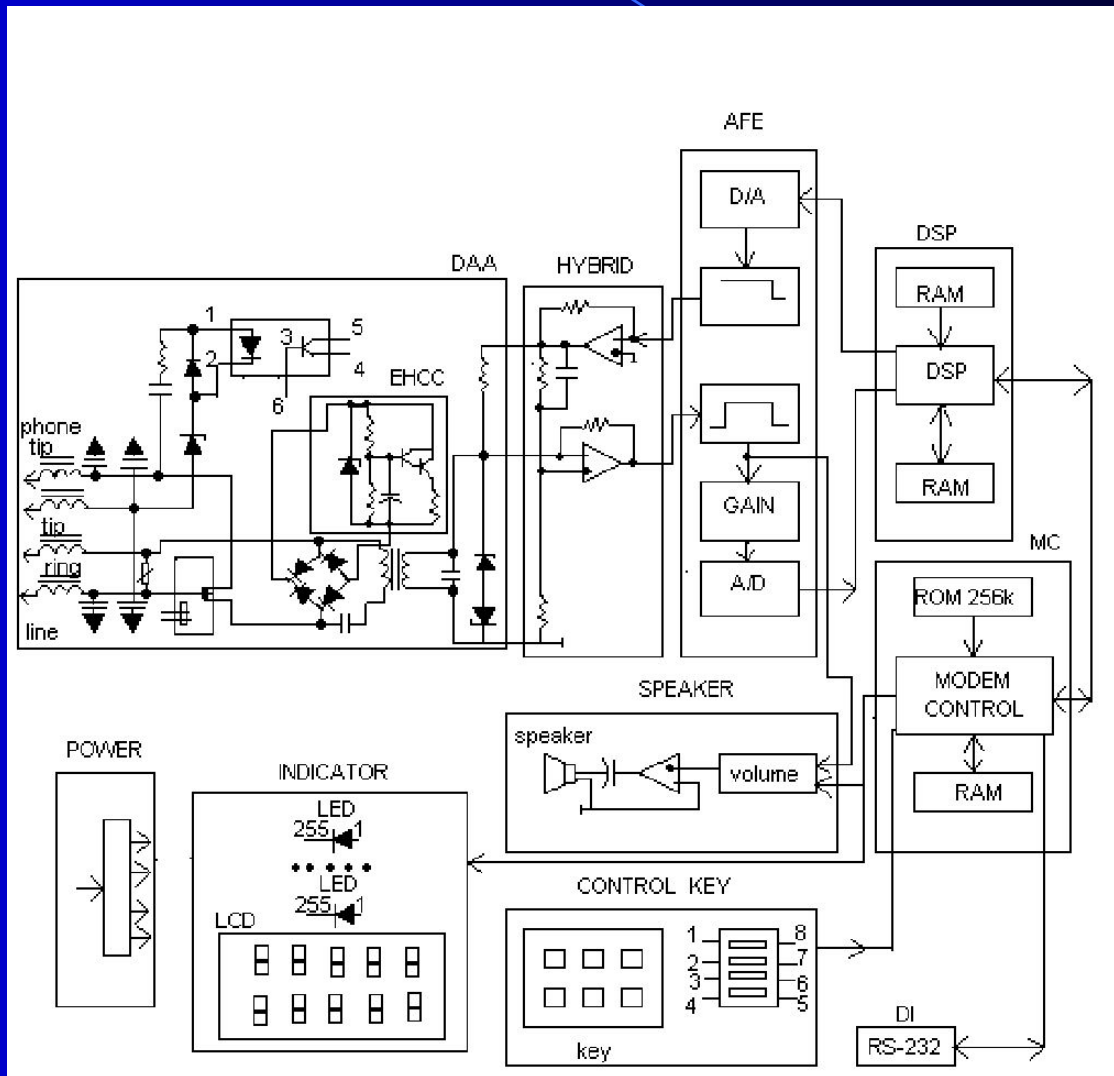 AFE
D/A
DSP
DAA
HYBRID
RAM
1
5
3
2
4
6
EHCC
DSP
phone
tip
GAIN
RAM
tip
ring
line
A/D
MC
ROM 256k
MODEM
CONTROL
RAM
SPEAKER
speaker
volume
POWER
INDICATOR
LED
255 1
LED
255 1
LCD
CONTROL KEY
1 8
2 7
3 6
4 5
key
DI
RS-232